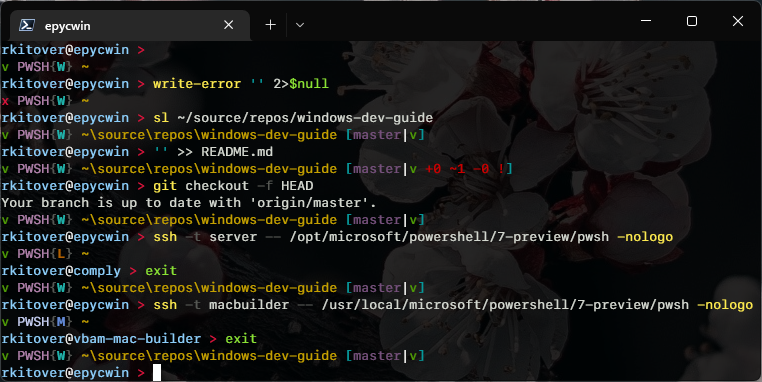 epycwin
rkitover@epycwin >
v PWSH{W} ~
rkitover@epycwin > write-error '' 2>$null
x PWSH{W} ~
rkitover@epycwin > sl ~/source/repos/windows-dev-guide
v PWSH{W} ~\source\repos\windows-dev-guide [master|v]
rkitover@epycwin > '' >> README.md
v PWSH{W} ~\source\repos\windows-dev-guide [master|v +0 ~1 -0 !]
rkitover@epycwin > git checkout -f HEAD
Your branch is up to date with 'origin/master'.
v PWSH{W} ~\source\repos\windows-dev-guide [master|v]
rkitover@epycwin > ssh -t server -- /opt/microsoft/powershell/7-preview/pwsh -nologo
v PWSH{L} ~
rkitover@comply > exit
v PWSH{W} ~\source\repos\windows-dev-guide [master|v]
rkitover@epycwin > ssh -t macbuilder -- /usr/local/microsoft/powershell/7-preview/pwsh -nologo
v PWSH{M} ~
rkitover@vbam-mac-builder > exit
v PWSH{W} ~\source\repos\windows-dev-guide [master|v]
rkitover@epycwin >